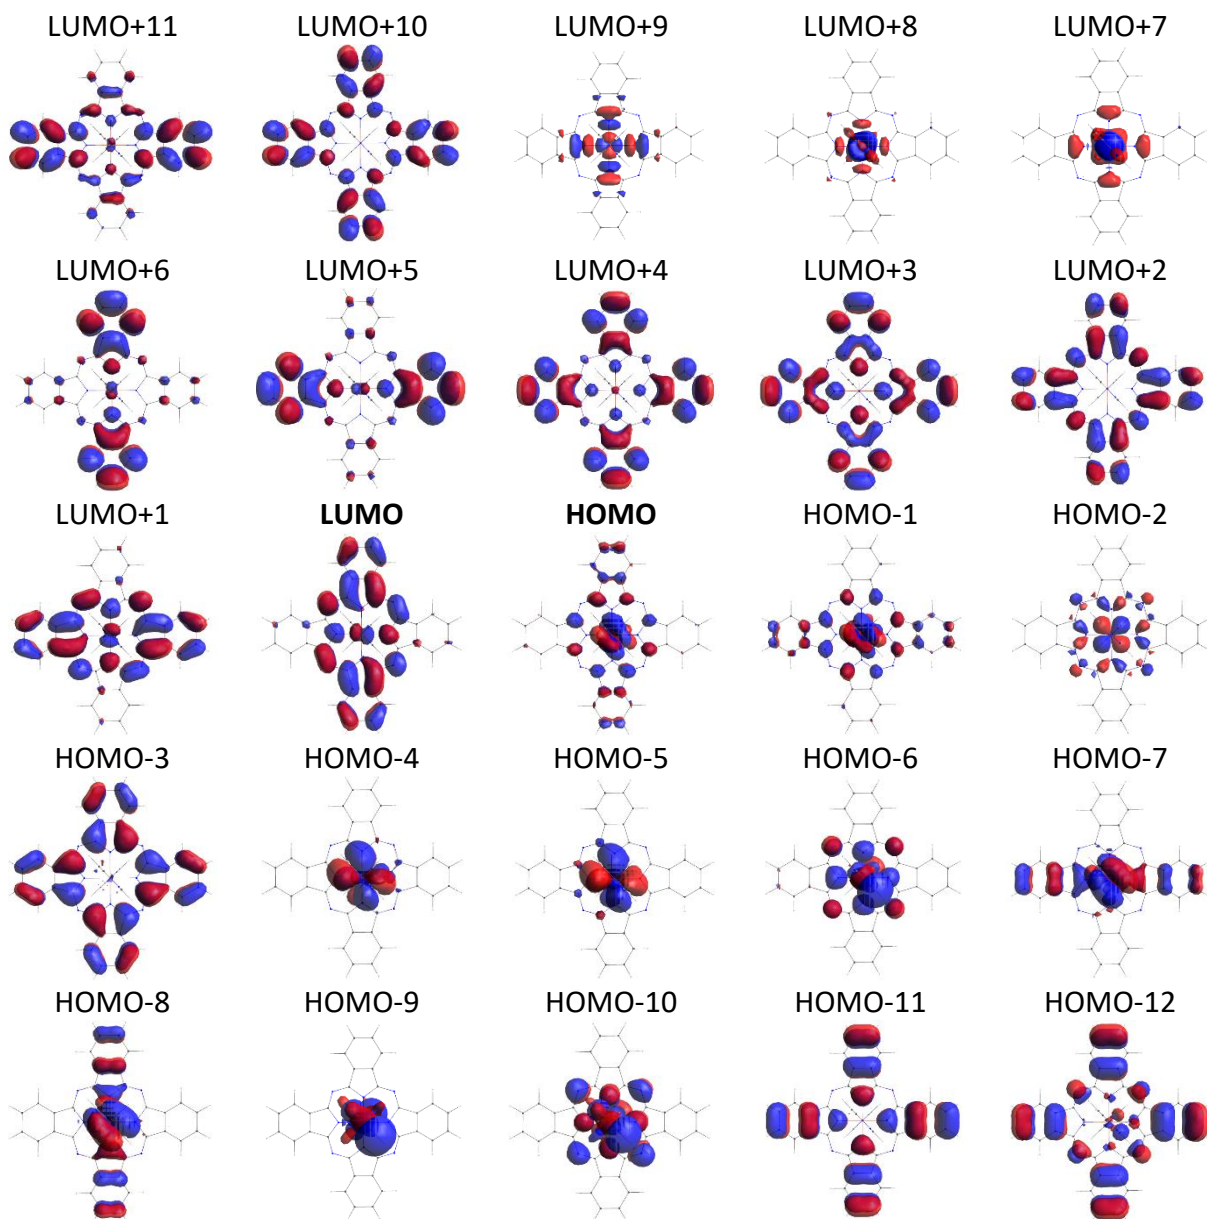 LUMO+11 LUMO+10 LUMO+9 LUMO+8 LUMO+7
LUMO+6 LUMO+5 LUMO+4 LUMO+3 LUMO+2
LUMO+1 LUMO HOMO HOMO-1 HOMO-2
HOMO-3 HOMO-4 HOMO-5 HOMO-6 HOMO-7
HOMO-8 HOMO-9 HOMO-10 HOMO-11 HOMO-12